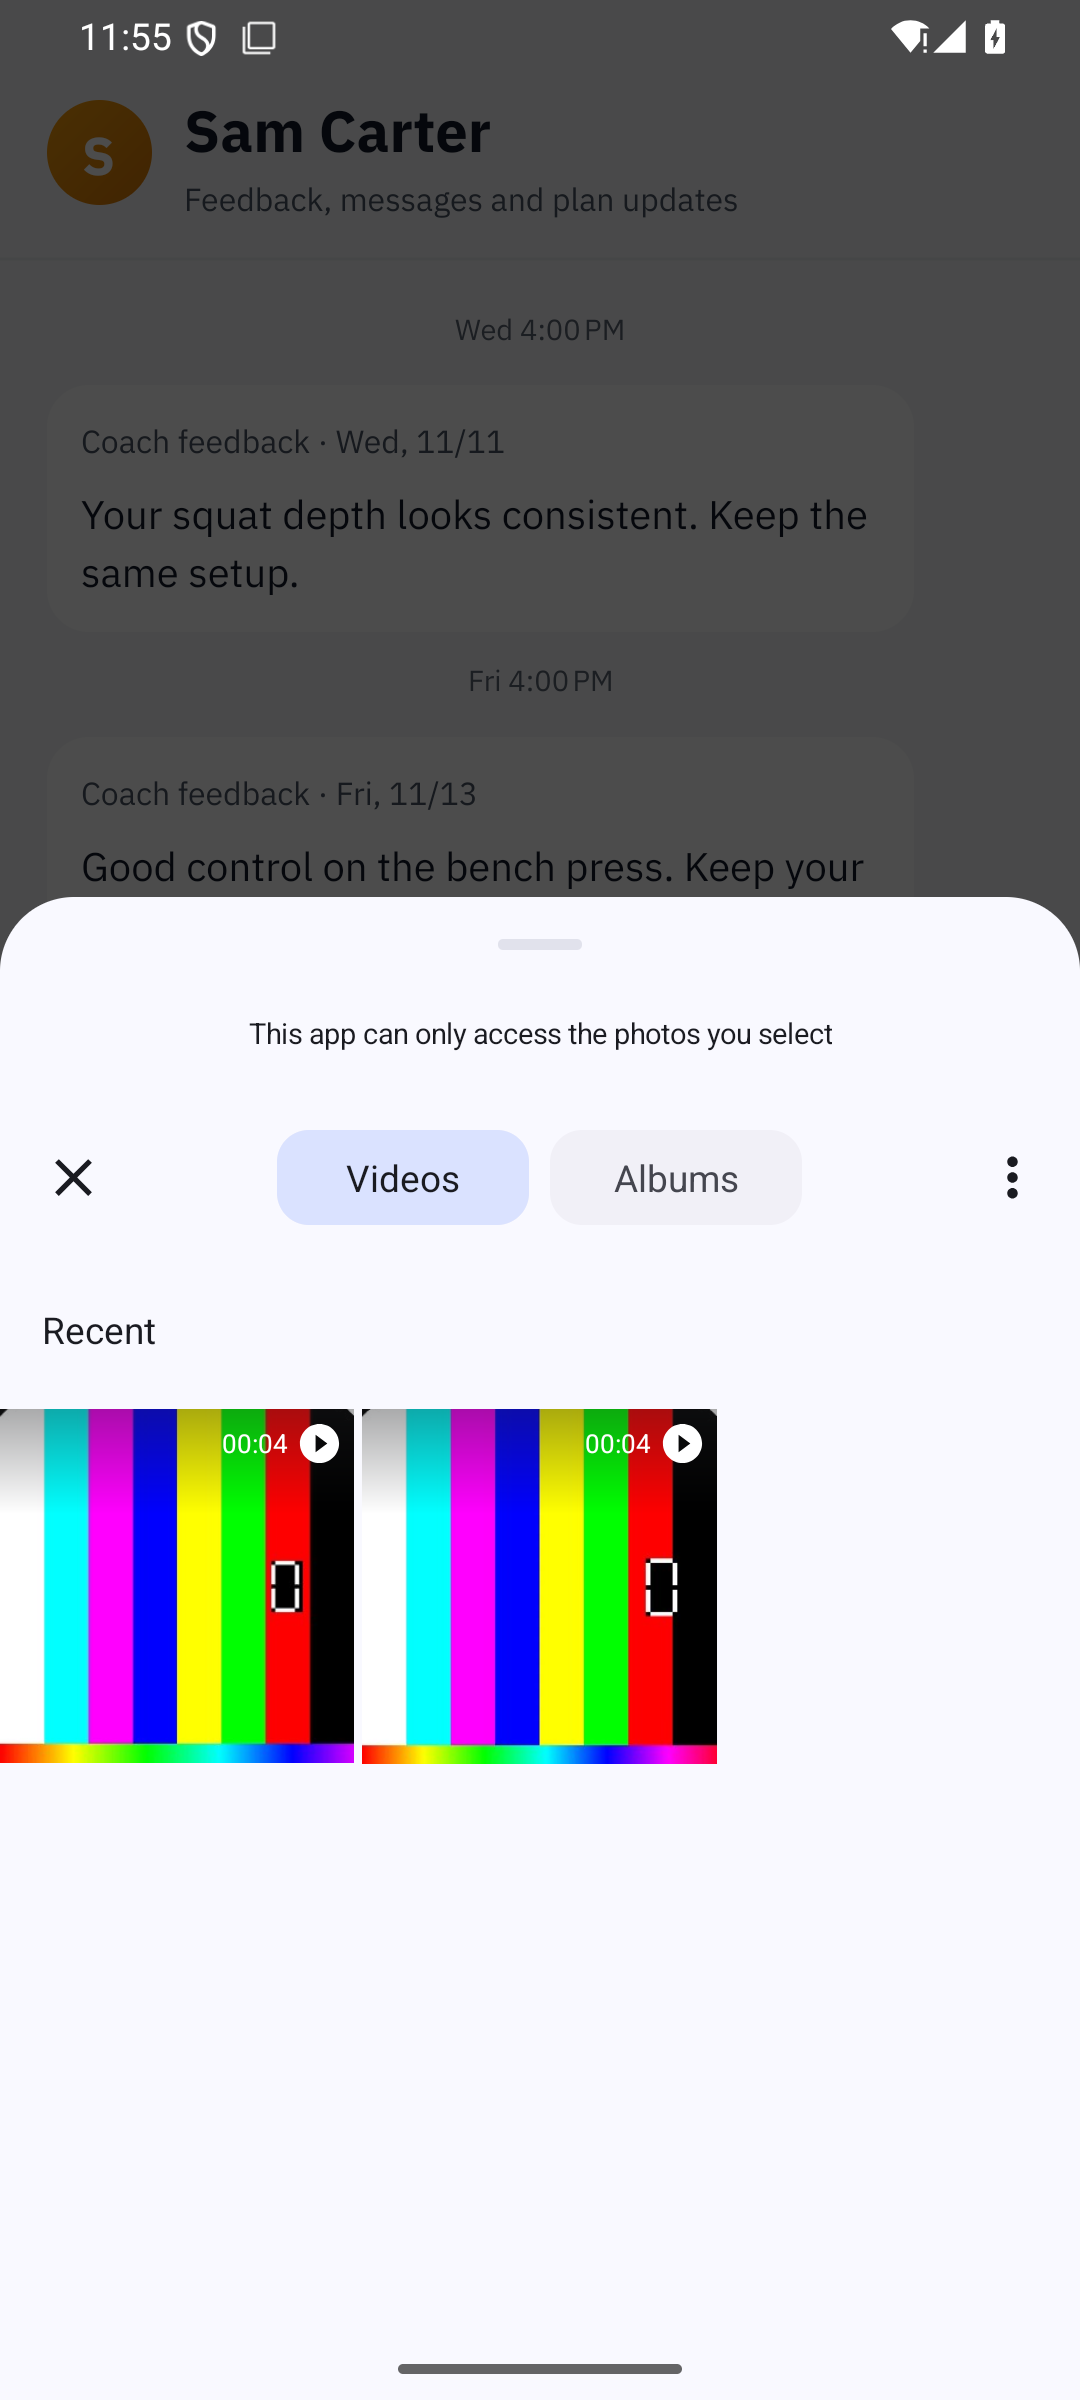 11:55
S
Sam Carter
Feedback, messages and plan updates
Wed 4:00 PM
Coach feedback · Wed, 11/11
Your squat depth looks consistent. Keep the
same setup.
Fri 4:00 PM
Coach feedback · Fri, 11/13
Good control on the bench press. Keep your
This app can only access the photos you select
Videos
Albums
Recent
00:04
00:04
0
0